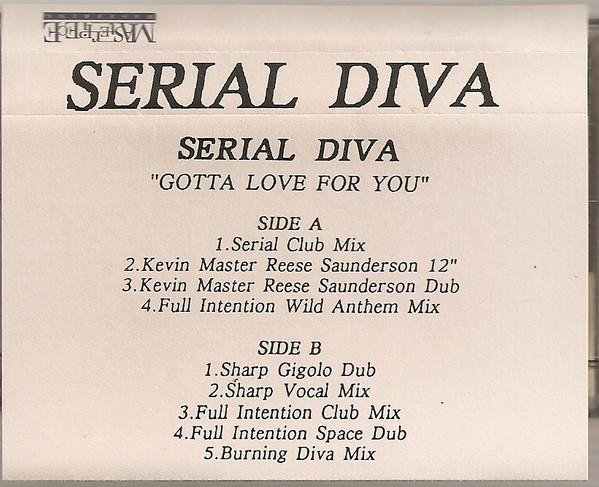 MASTERPIECE
MASTERING
SERIAL DIVA
SERIAL DIVA
"GOTTA LOVE FOR YOU"
SIDE A
1.Serial Club Mix
2.Kevin Master Reese Saunderson 12"
3.Kevin Master Reese Saunderson Dub
4.Full Intention Wild Anthem Mix
SIDE B
1.Sharp Gigolo Dub
2.Sharp Vocal Mix
3.Full Intention Club Mix
4.Full Intention Space Dub
5.Burning Diva Mix